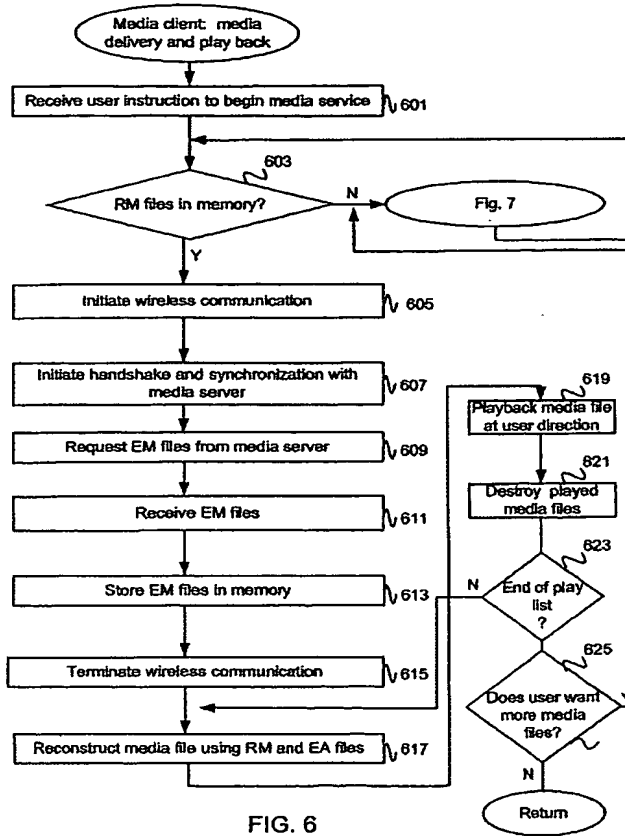 Media client: media
delivery and play back
Receive user instruction to begin media service
601
603
RM files in memory?
N
Fig. 7
Y
Initiate wireless communication
605
Initiate handshake and synchronization with
media server
607
Request EM files from media server
609
Receive EM files
611
Store EM files in memory
613
Terminate wireless communication
615
Reconstruct media file using RM and EA files
617
619
Playback media file
at user direction
621
Destroy played
media files
623
N
End of play
list
?
625
Does user want
more media
files?
N
Return
FIG. 6